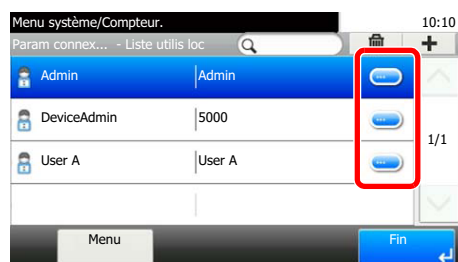 Menu système/Compteur. 10:10
Param connex... - Liste utilis loc
Admin Admin
DeviceAdmin 5000
User A User A
1/1
Menu Fin